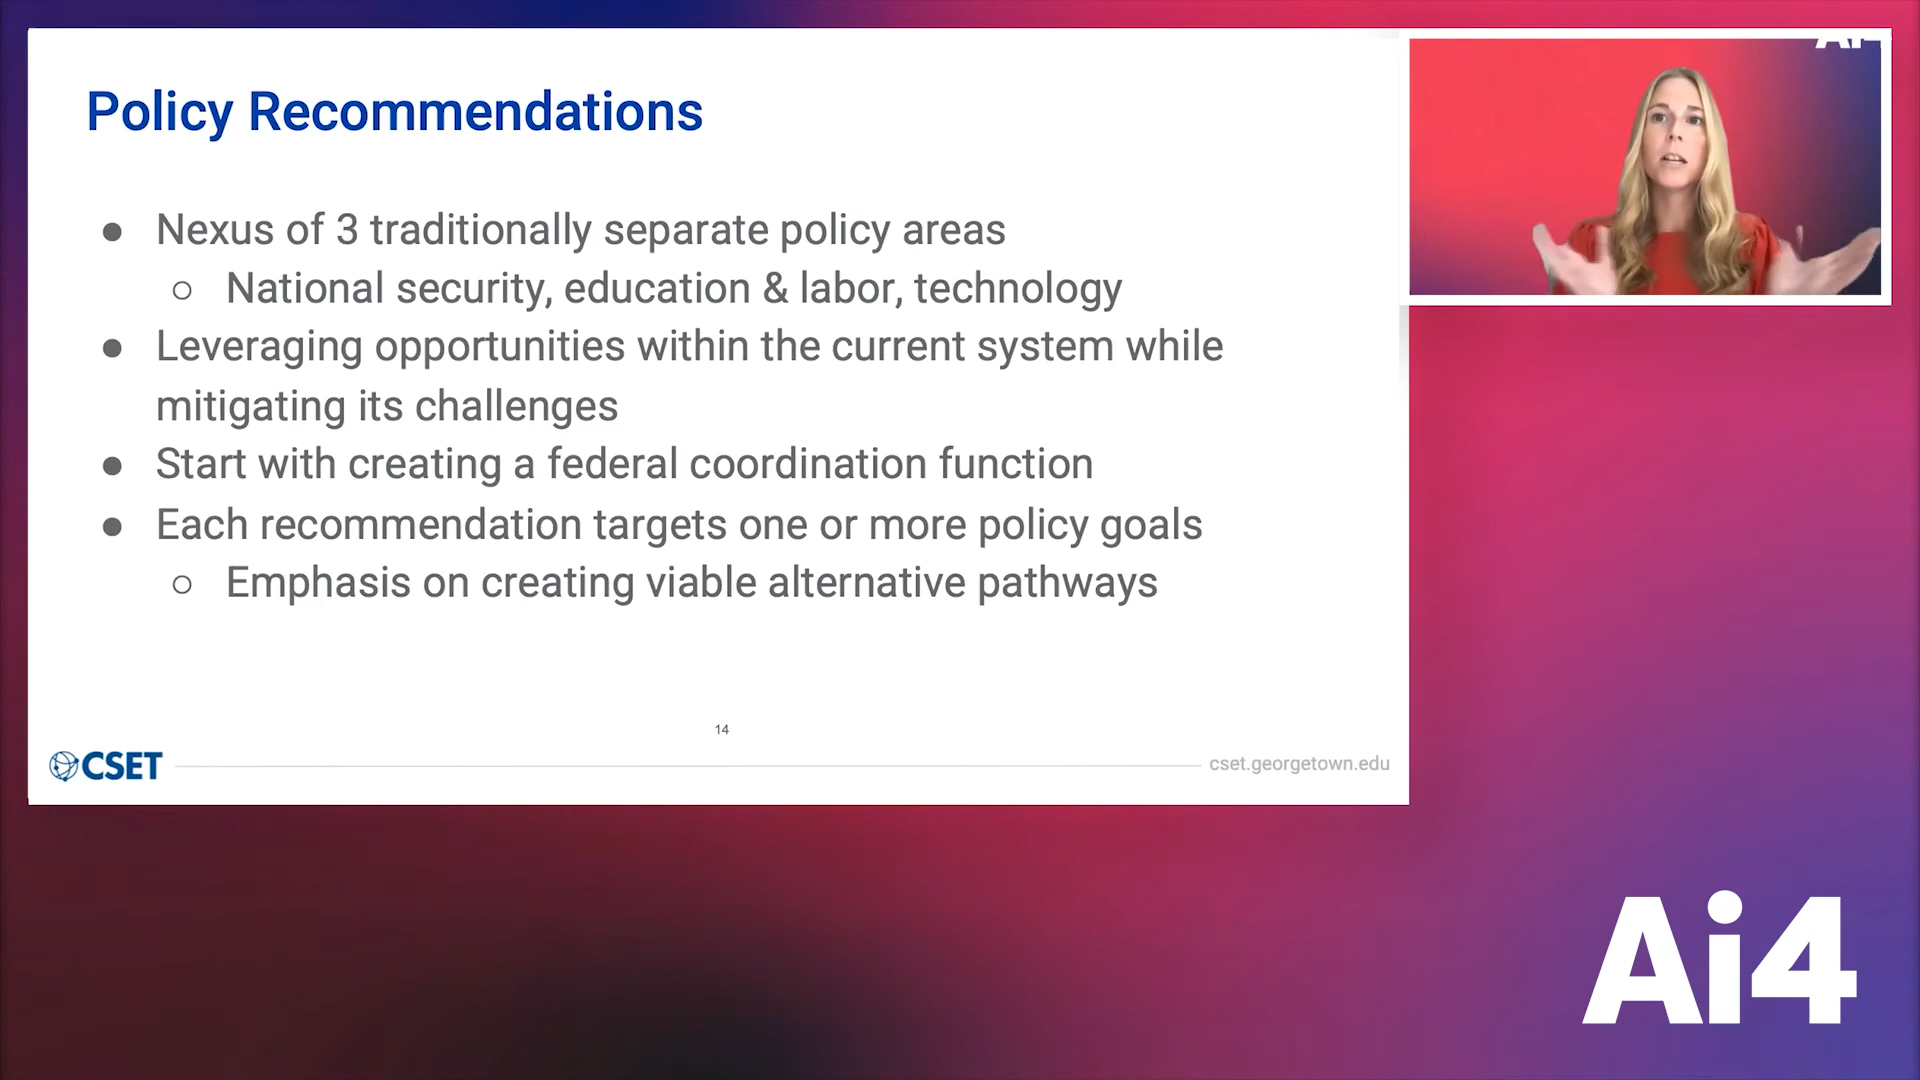 Policy Recommendations
● Nexus of 3 traditionally separate policy areas
○ National security, education & labor, technology
● Leveraging opportunities within the current system while
mitigating its challenges
● Start with creating a federal coordination function
● Each recommendation targets one or more policy goals
○ Emphasis on creating viable alternative pathways
14
CSET
cset.georgetown.edu
Ai4
Ai4